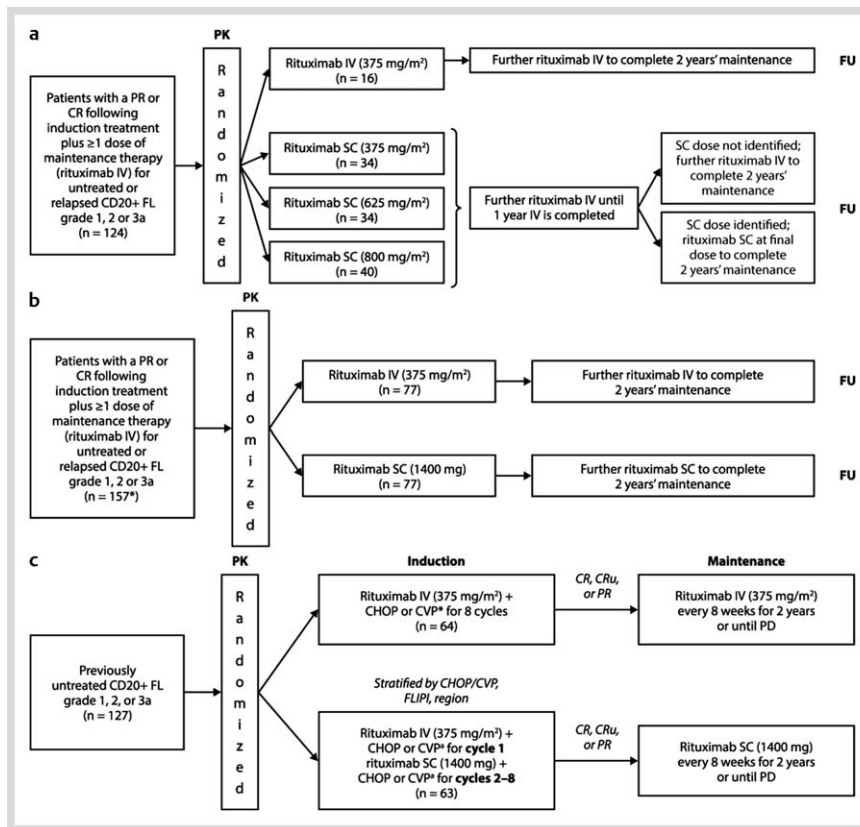 a
PK
Patients with a PR or
CR following
induction treatment
plus ≥1 dose of
maintenance therapy
(rituximab IV) for
untreated or
relapsed CD20+ FL
grade 1, 2 or 3a
(n = 124)
Randomized
Rituximab IV (375 mg/m²)
(n = 16)
Further rituximab IV to complete 2 years' maintenance
FU
Rituximab SC (375 mg/m²)
(n = 34)
Rituximab SC (625 mg/m²)
(n = 34)
Rituximab SC (800 mg/m²)
(n = 40)
Further rituximab IV until
1 year IV is completed
SC dose not identified;
further rituximab IV to
complete 2 years'
maintenance
SC dose identified;
rituximab SC at final
dose to complete
2 years' maintenance
FU
b
PK
Patients with a PR or
CR following
induction treatment
plus ≥1 dose of
maintenance therapy
(rituximab IV) for
untreated or
relapsed CD20+ FL
grade 1, 2 or 3a
(n = 157*)
Randomized
Rituximab IV (375 mg/m²)
(n = 77)
Further rituximab IV to complete
2 years' maintenance
FU
Rituximab SC (1400 mg)
(n = 77)
Further rituximab SC to complete
2 years' maintenance
FU
c
PK
Induction
Maintenance
Previously
untreated CD20+ FL
grade 1, 2, or 3a
(n = 127)
Randomized
Rituximab IV (375 mg/m²) +
CHOP or CVP* for 8 cycles
(n = 64)
CR, CRu,
or PR
Rituximab IV (375 mg/m²)
every 8 weeks for 2 years
or until PD
Stratified by CHOP/CVP,
FLIPI, region
Rituximab IV (375 mg/m²) +
CHOP or CVPª for cycle 1
rituximab SC (1400 mg) +
CHOP or CVPª for cycles 2–8
(n = 63)
CR, CRu,
or PR
Rituximab SC (1400 mg)
every 8 weeks for 2 years
or until PD